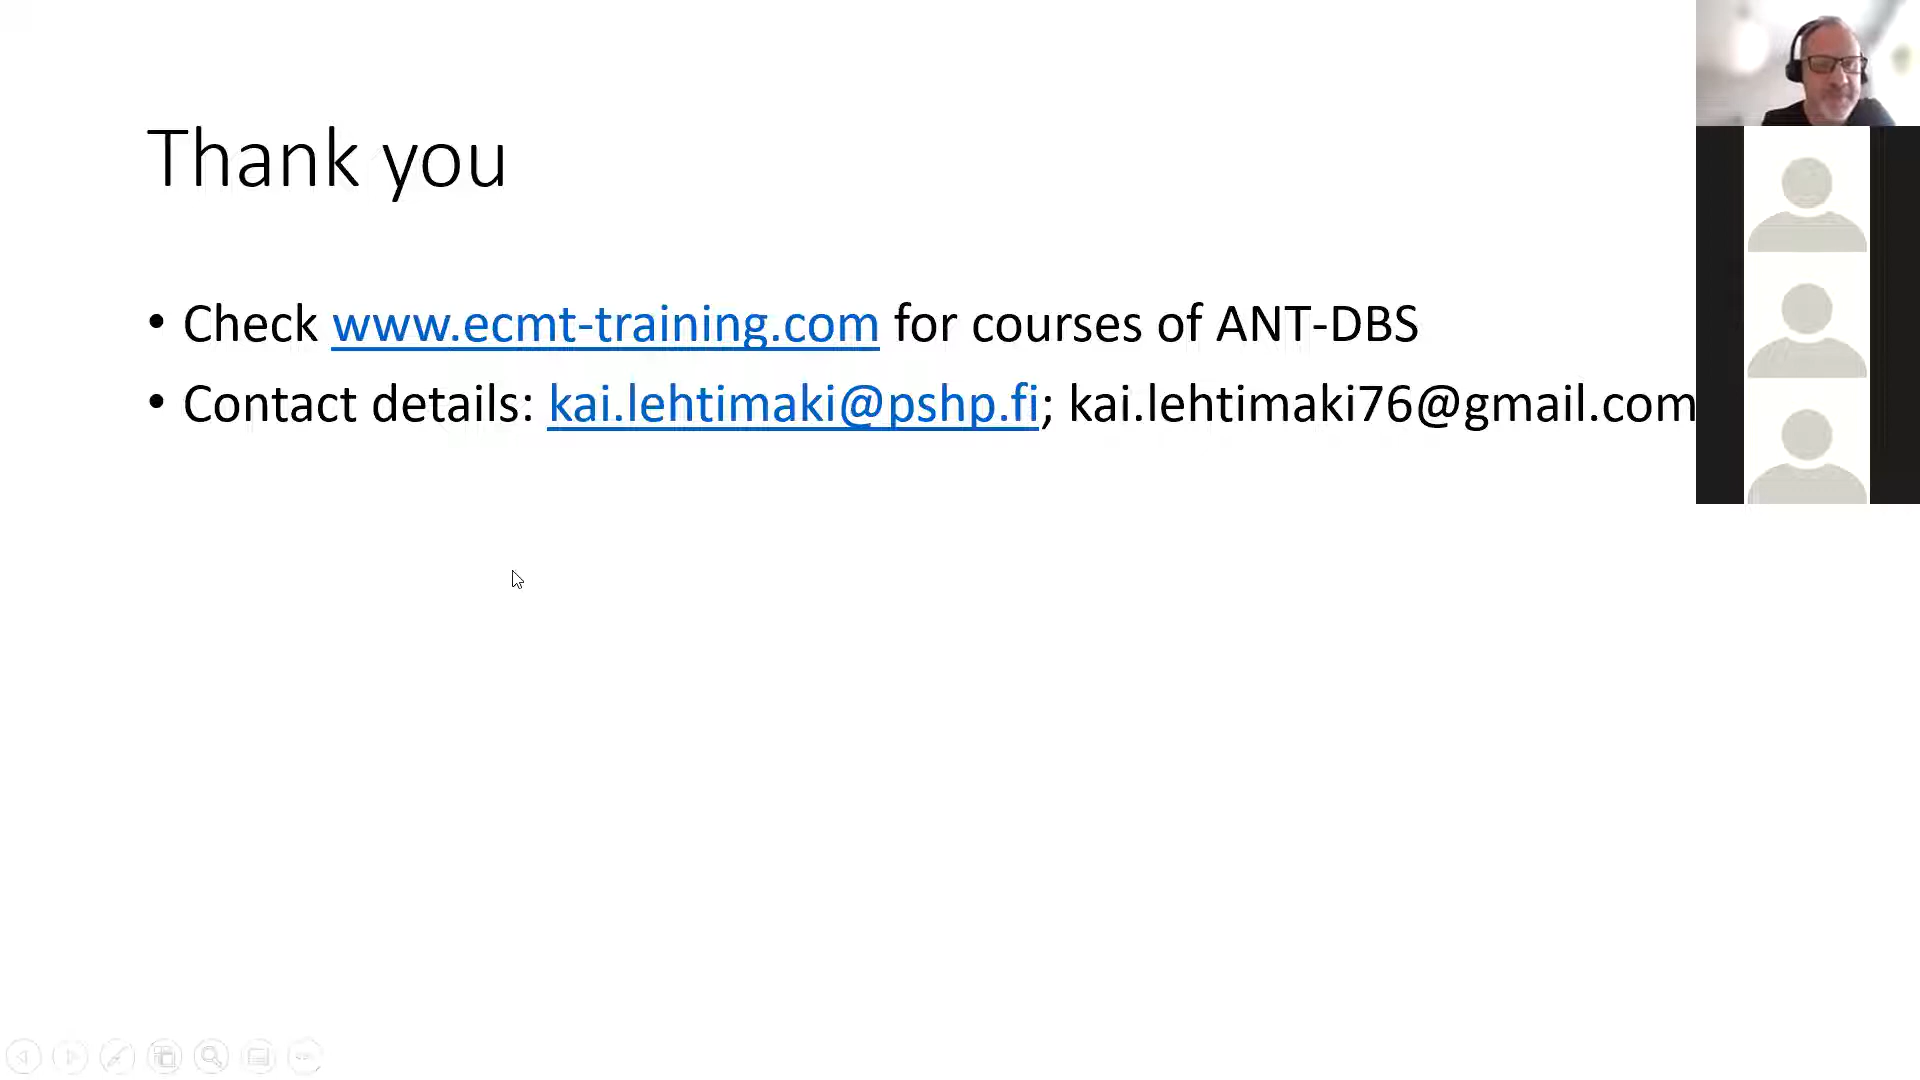 Thank you
• Check www.ecmt-training.com for courses of ANT-DBS
• Contact details: kai.lehtimaki@pshp.fi; kai.lehtimaki76@gmail.com